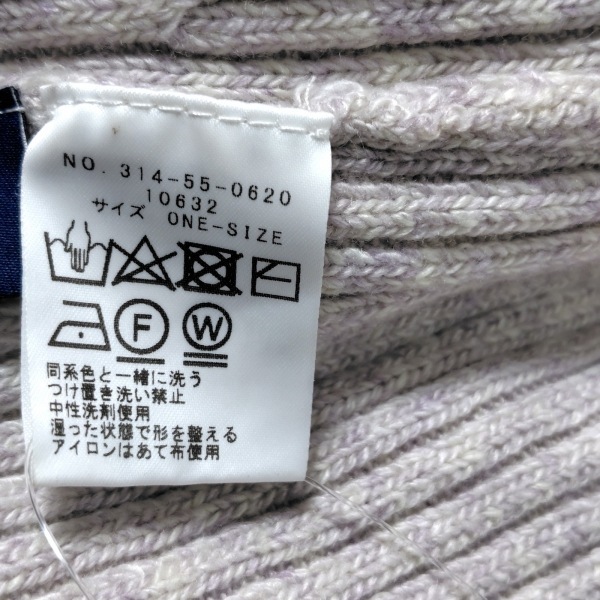 NO. 314-55-0620
10632
サイズ ONE-SIZE
F W
同系色と一緒に洗う
つけ置き洗い禁止
中性洗剤使用
湿った状態で形を整える
アイロンはあて布使用